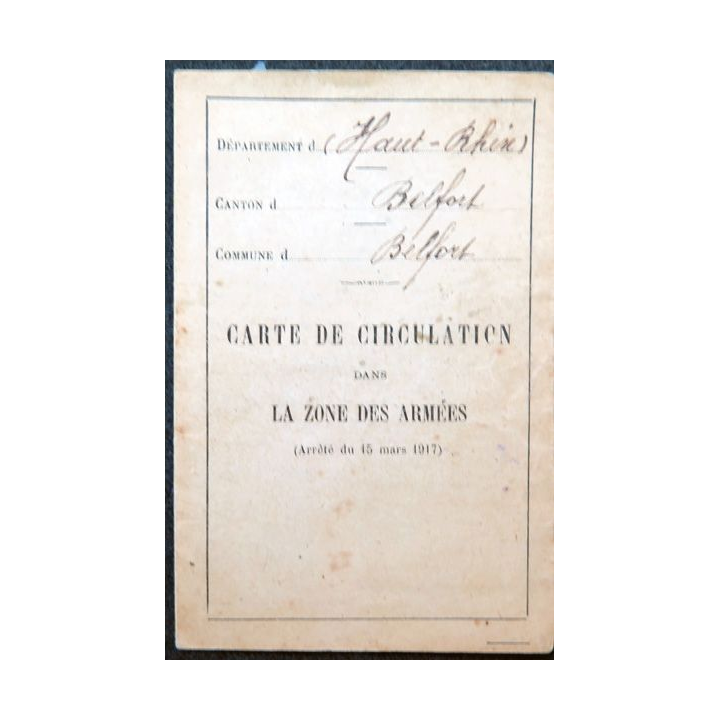 DÉPARTEMENT d (Haut-Rhin)
CANTON d Belfort
COMMUNE d Belfort
CARTE DE CIRCULATION
DANS
LA ZONE DES ARMÉES
(Arrêté du 15 mars 1917)